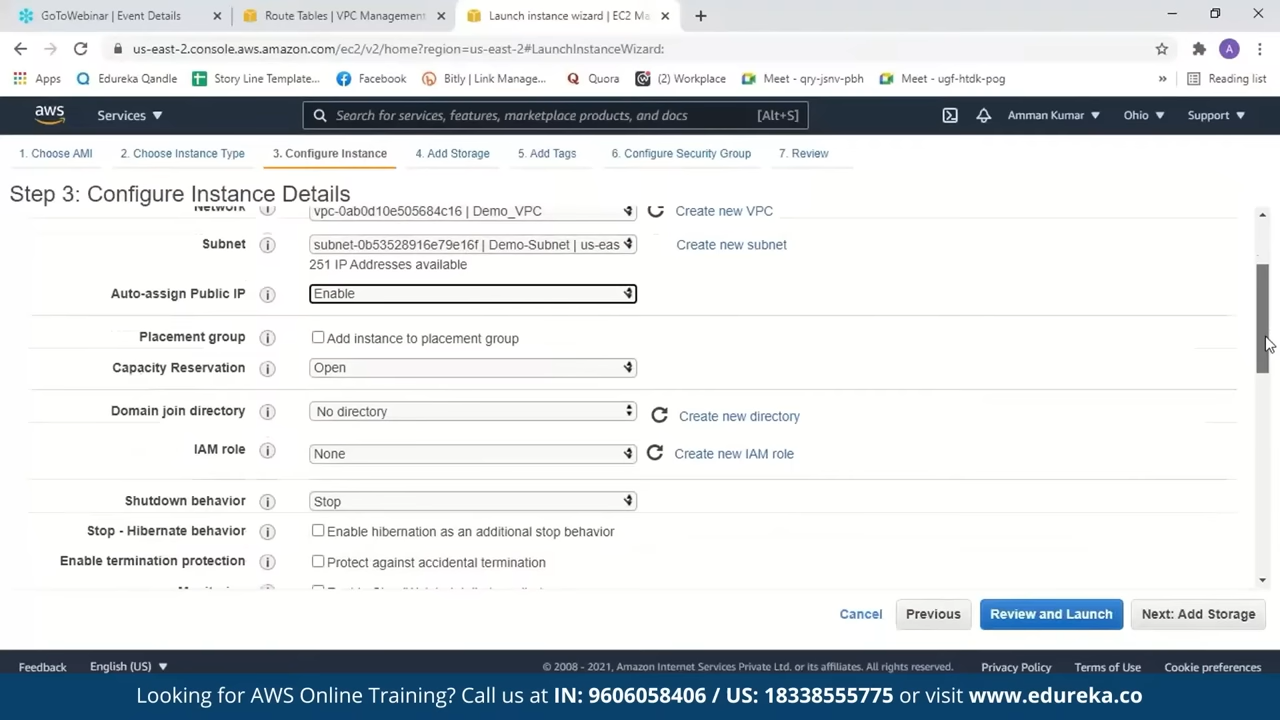 GoToWebinar | Event Details
Route Tables | VPC Management
Launch instance wizard | EC2 Ma
us-east-2.console.aws.amazon.com/ec2/v2/home?region=us-east-2#LaunchInstanceWizard:
A
Apps Edureka Qandle Story Line Template... Facebook Bitly | Link Manage... Quora (2) Workplace Meet - qry-jsnv-pbh Meet - ugf-htdk-pog » Reading list
aws Services Search for services, features, marketplace products, and docs [Alt+S] Amman Kumar Ohio Support
1. Choose AMI 2. Choose Instance Type 3. Configure Instance 4. Add Storage 5. Add Tags 6. Configure Security Group 7. Review
Step 3: Configure Instance Details
Network vpc-0ab0d10e505684c16 | Demo_VPC Create new VPC
Subnet subnet-0b53528916e79e16f | Demo-Subnet | us-eas Create new subnet
251 IP Addresses available
Auto-assign Public IP Enable
Placement group Add instance to placement group
Capacity Reservation Open
Domain join directory No directory Create new directory
IAM role None Create new IAM role
Shutdown behavior Stop
Stop - Hibernate behavior Enable hibernation as an additional stop behavior
Enable termination protection Protect against accidental termination
Cancel Previous Review and Launch Next: Add Storage
Feedback English (US) © 2008 - 2021, Amazon Internet Services Private Ltd. or its affiliates. All rights reserved. Privacy Policy Terms of Use Cookie preferences
Looking for AWS Online Training? Call us at IN: 9606058406 / US: 18338555775 or visit www.edureka.co